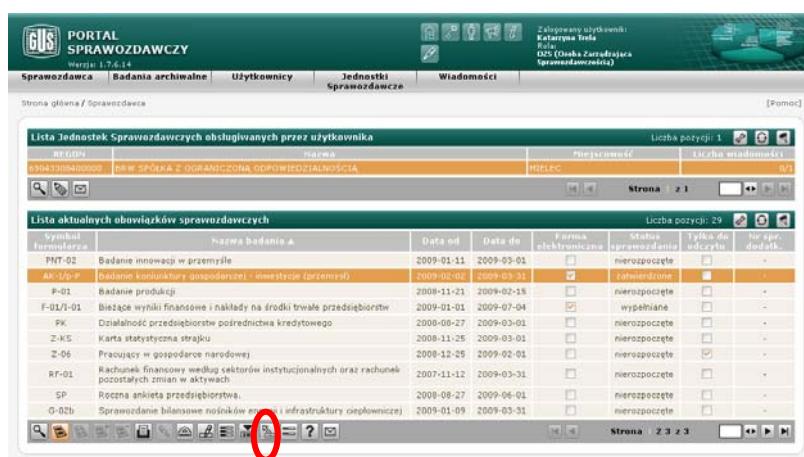 GUS PORTAL
SPRAWOZDAWCZY
Wersja: 1.7.6.14
Zalogowany użytkownik:
Katarzyna Trela
Rola:
OZS (Osoba Zarządzająca
Sprawozdawczością)
Sprawozdawca Badania archiwalne Użytkownicy Jednostki Sprawozdawcze Wiadomości
Strona główna / Sprawozdawca [Pomoc]
Lista Jednostek Sprawozdawczych obsługiwanych przez użytkownika Liczba pozycji: 1
REGON Nazwa Miejscowość Liczba wiadomości
BRW SPÓŁKA Z OGRANICZONĄ ODPOWIEDZIALNOŚCIĄ MIELEC 0/1
Strona 1 z 1
Lista aktualnych obowiązków sprawozdawczych Liczba pozycji: 29
Symbol formularza Nazwa badania Data od Data do Forma elektroniczna Status sprawozdania Tylko do odczytu Nr spr. dodatk.
PNT-02 Badanie innowacji w przemyśle 2009-01-11 2009-03-01 nierozpoczęte -
AK-I/p-P Badanie koniunktury gospodarczej - inwestycje (przemysł) 2009-02-02 2009-03-31 zatwierdzone -
P-01 Badanie produkcji 2008-11-21 2009-02-15 nierozpoczęte -
F-01/I-01 Bieżące wyniki finansowe i nakłady na środki trwałe przedsiębiorstw 2009-01-01 2009-07-04 wypełniane -
PK Działalność przedsiębiorstw pośrednictwa kredytowego 2008-08-27 2009-03-01 nierozpoczęte -
Z-KS Karta statystyczna strajku 2008-11-25 2009-03-01 nierozpoczęte -
Z-06 Pracujący w gospodarce narodowej 2008-12-25 2009-02-01 nierozpoczęte -
RF-01 Rachunek finansowy według sektorów instytucjonalnych oraz rachunek pozostałych zmian w aktywach 2007-11-12 2009-03-31 nierozpoczęte -
SP Roczna ankieta przedsiębiorstwa. 2008-08-27 2009-06-01 nierozpoczęte -
G-02b Sprawozdanie bilansowe nośników energii i infrastruktury ciepłowniczej 2009-01-09 2009-03-31 nierozpoczęte -
Strona 1 2 3 z 3